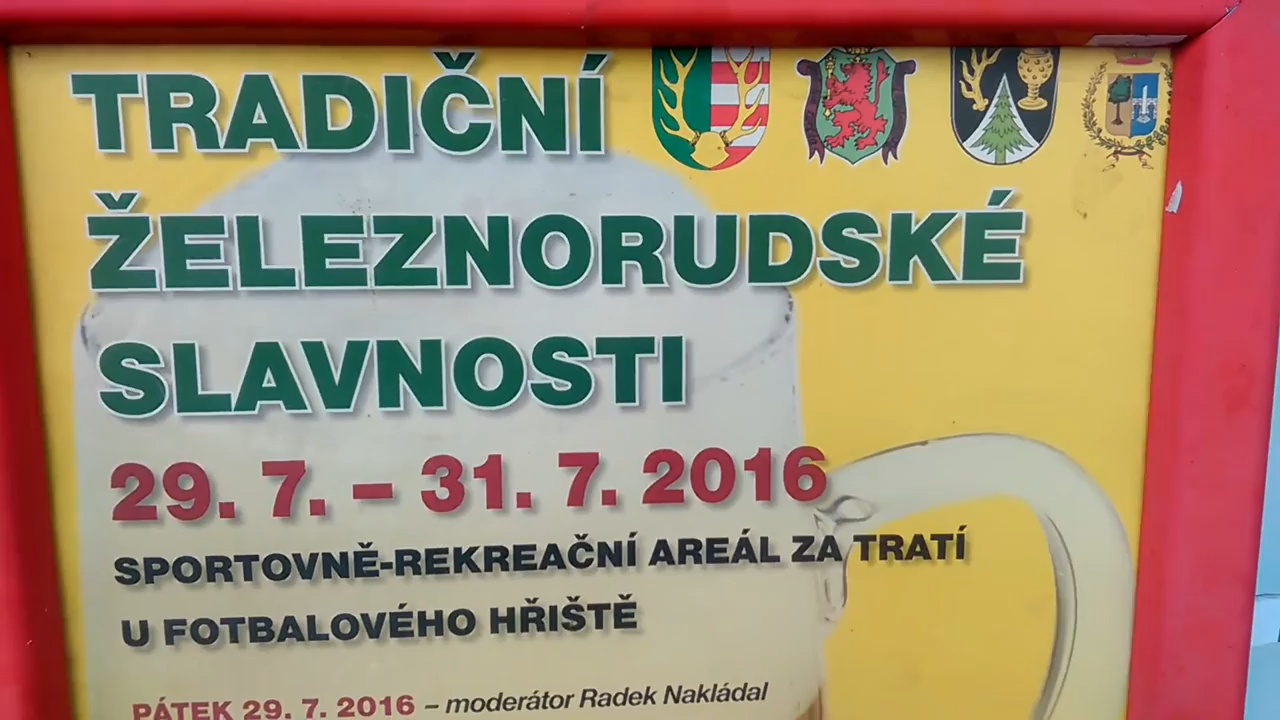 TRADIČNÍ
ŽELEZNORUDSKÉ
SLAVNOSTI
29. 7. – 31. 7. 2016
SPORTOVNĚ-REKREAČNÍ AREÁL ZA TRATÍ
U FOTBALOVÉHO HŘIŠTĚ
PÁTEK 29. 7. 2016 – moderátor Radek Nakládal